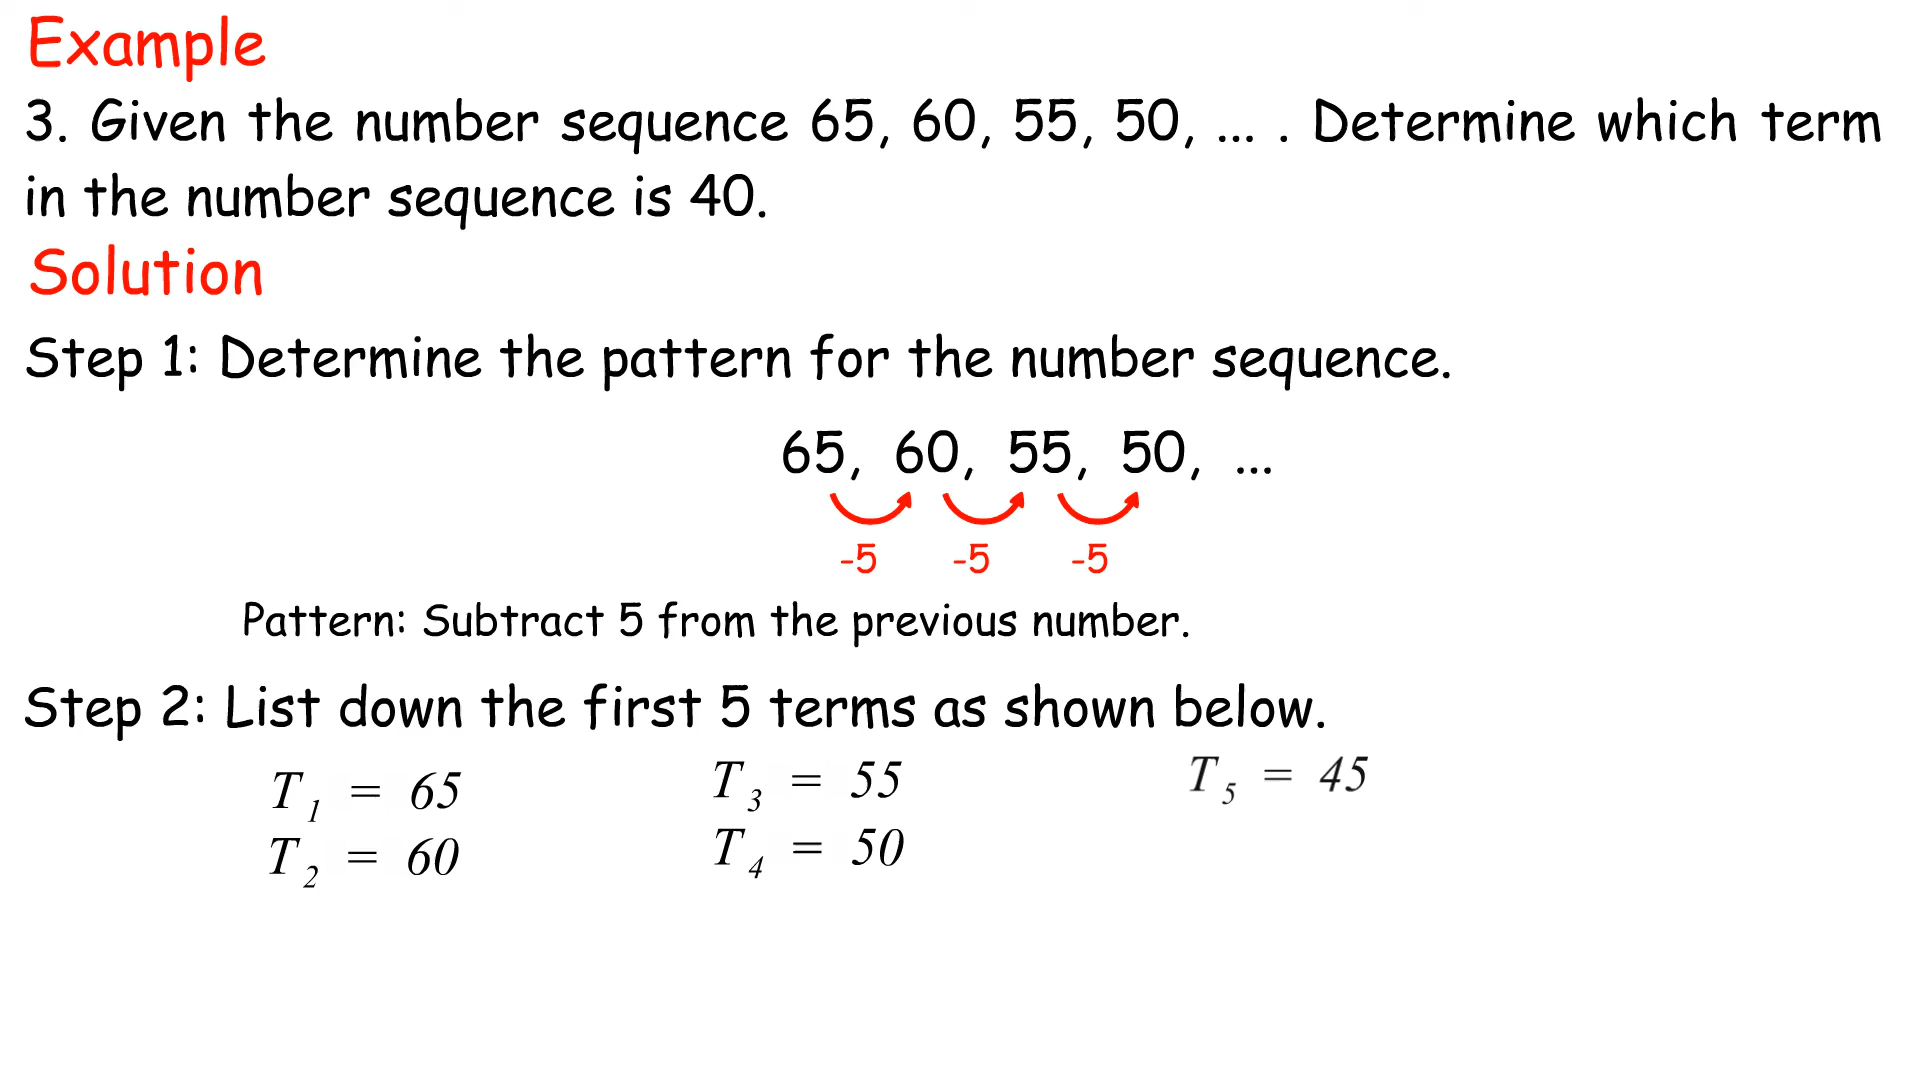 Example
3. Given the number sequence 65, 60, 55, 50, ... . Determine which term
in the number sequence is 40.
Solution
Step 1: Determine the pattern for the number sequence.
65, 60, 55, 50, ...
-5 -5 -5
Pattern: Subtract 5 from the previous number.
Step 2: List down the first 5 terms as shown below.
T₁ = 65 T₃ = 55 T₅ = 45
T₂ = 60 T₄ = 50